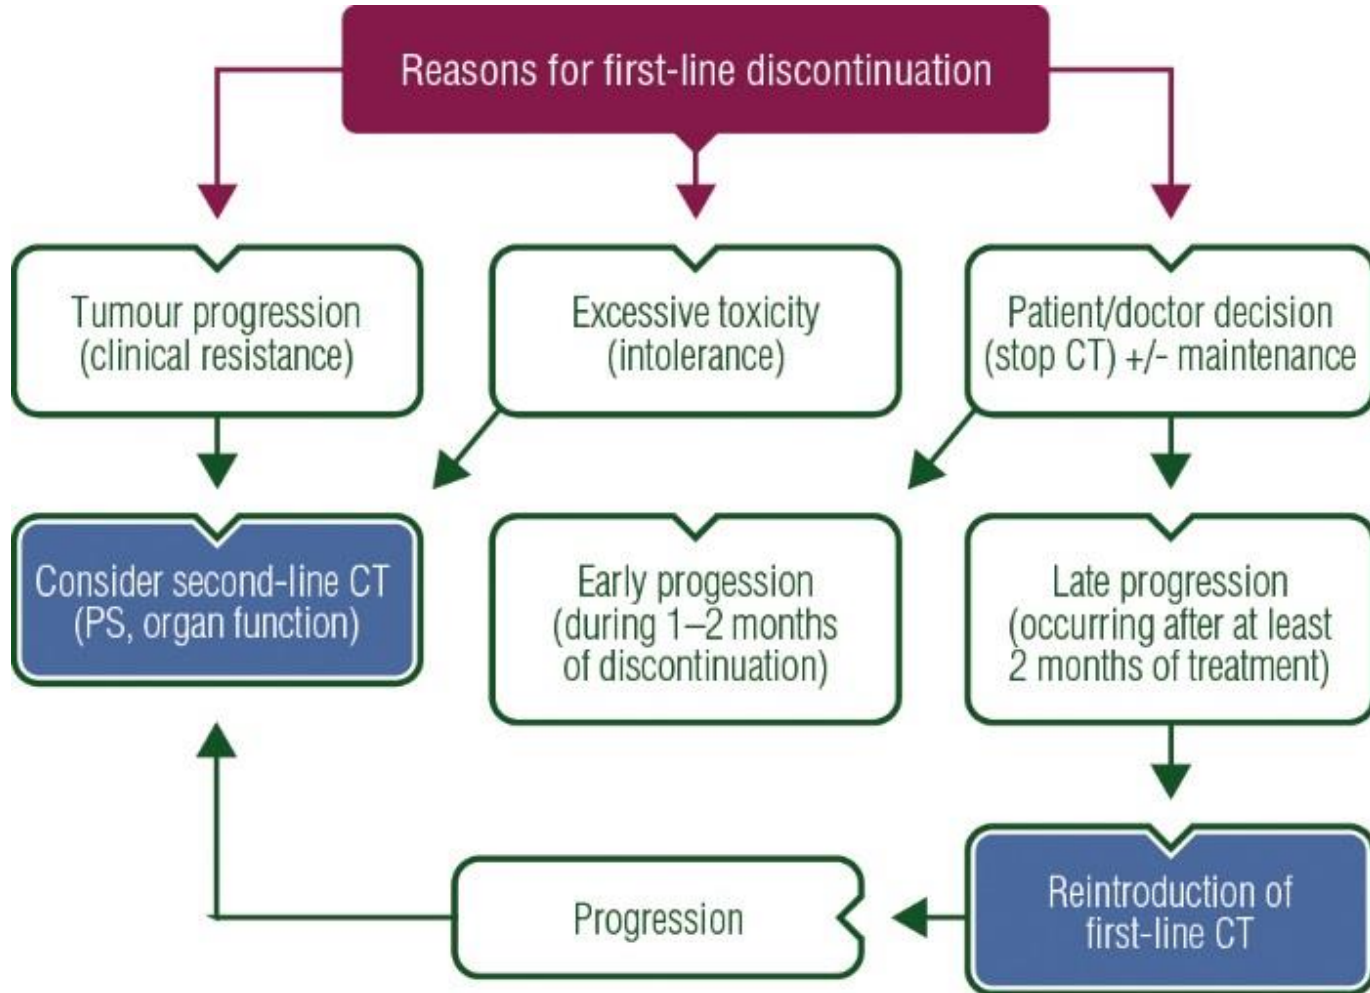 Reasons for first-line discontinuation
Tumour progression
(clinical resistance)
Excessive toxicity
(intolerance)
Patient/doctor decision
(stop CT) +/- maintenance
Consider second-line CT
(PS, organ function)
Early progession
(during 1–2 months
of discontinuation)
Late progression
(occurring after at least
2 months of treatment)
Progression
Reintroduction of
first-line CT